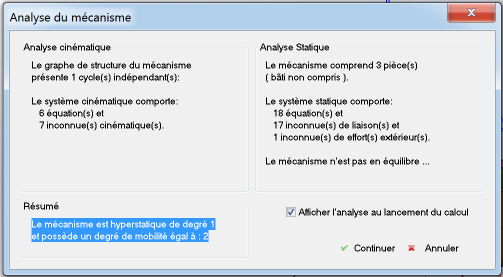 Analyse du mécanisme
Analyse cinématique
Le graphe de structure du mécanisme
présente 1 cycle(s) indépendant(s):
Le système cinématique comporte:
6 équation(s) et
7 inconnue(s) cinématique(s).
Analyse Statique
Le mécanisme comprend 3 pièce(s)
( bâti non compris ).
Le système statique comporte:
18 équation(s) et
17 inconnue(s) de liaison(s) et
1 inconnue(s) de effort(s) extérieur(s).
Le mécanisme n'est pas en équilibre ...
Résumé
Le mécanisme est hyperstatique de degré 1
et possède un degré de mobilité égal à : 2
Afficher l'analyse au lancement du calcul
Continuer
Annuler